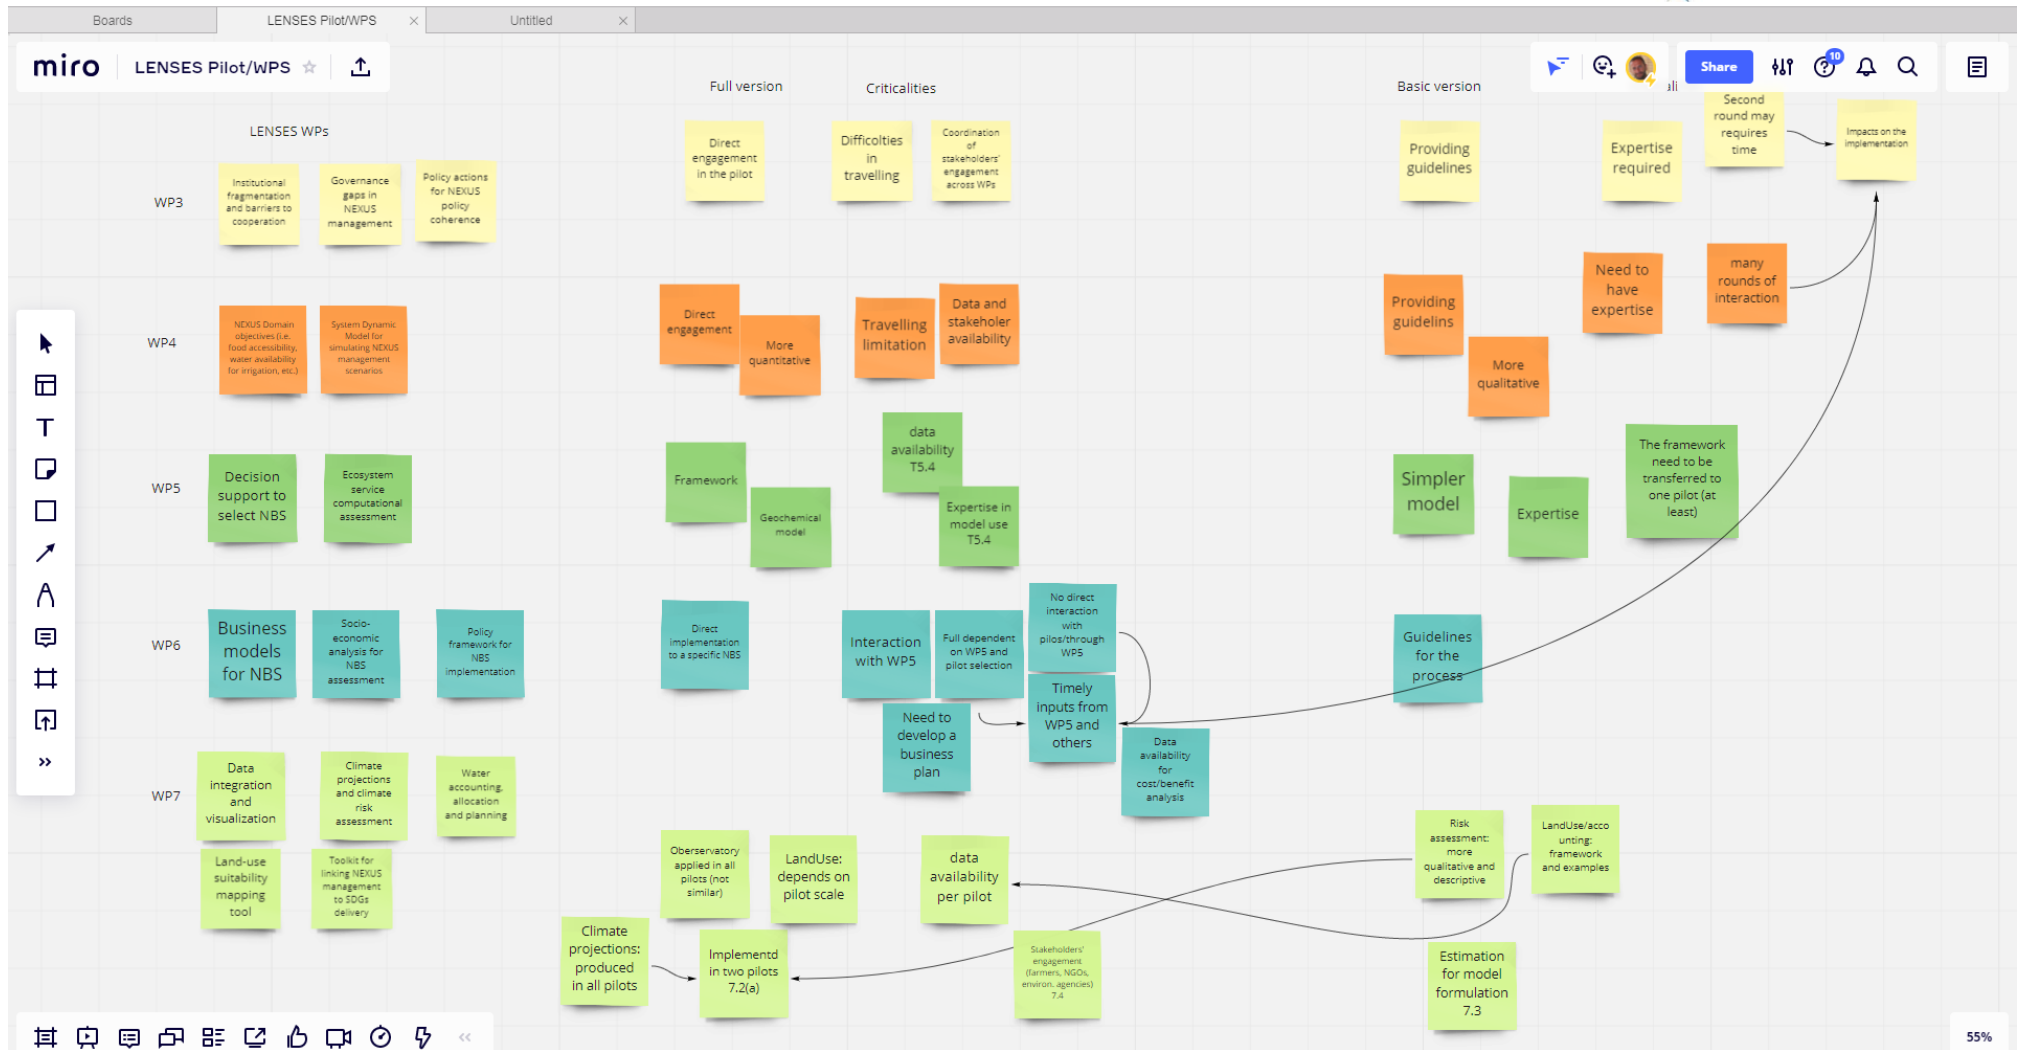 Boards
LENSES Pilot/WPS
Untitled
miro
LENSES Pilot/WPS
Share
10
Full version
Criticalities
Basic version
LENSES WPs
WP3
Institutional
fragmentation
and barriers to
cooperation
Governance
gaps in
NEXUS
management
Policy actions
for NEXUS
policy
coherence
Direct
engagement
in the pilot
Difficolties
in
travelling
Coordination
of
stakeholders'
engagement
across WPs
Providing
guidelines
Expertise
required
Second
round may
requires
time
Impacts on the
implementation
WP4
NEXUS Domain
objectives (i.e.
food accessibility,
water availability
for irrigation, etc.)
System Dynamic
Model for
simulating NEXUS
management
scenarios
Direct
engagement
More
quantitative
Travelling
limitation
Data and
stakeholer
availability
Providing
guidelins
More
qualitative
Need to
have
expertise
many
rounds of
interaction
WP5
Decision
support to
select NBS
Ecosystem
service
computational
assessment
Framework
Geochemical
model
data
availability
T5.4
Expertise in
model use
T5.4
Simpler
model
Expertise
The framework
need to be
transferred to
one pilot (at
least)
WP6
Business
models
for NBS
Socio-
economic
analysis for
NBS
assessment
Policy
framework for
NBS
implementation
Direct
implementation
to a specific NBS
Interaction
with WP5
Full dependent
on WP5 and
pilot selection
No direct
interaction
with
pilos/through
WP5
Need to
develop a
business
plan
Timely
inputs from
WP5 and
others
Data
availability
for
cost/benefit
analysis
Guidelines
for the
process
WP7
Data
integration
and
visualization
Climate
projections
and climate
risk
assessment
Water
accounting,
allocation
and planning
Land-use
suitability
mapping
tool
Toolkit for
linking NEXUS
management
to SDGs
delivery
Oberservatory
applied in all
pilots (not
similar)
LandUse:
depends on
pilot scale
data
availability
per pilot
Climate
projections:
produced
in all pilots
Implementd
in two pilots
7.2(a)
Stakeholders'
engagement
(farmers, NGOs,
environ. agencies)
7.4
Risk
assessment:
more
qualitative and
descriptive
LandUse/acco
unting:
framework
and examples
Estimation
for model
formulation
7.3
55%